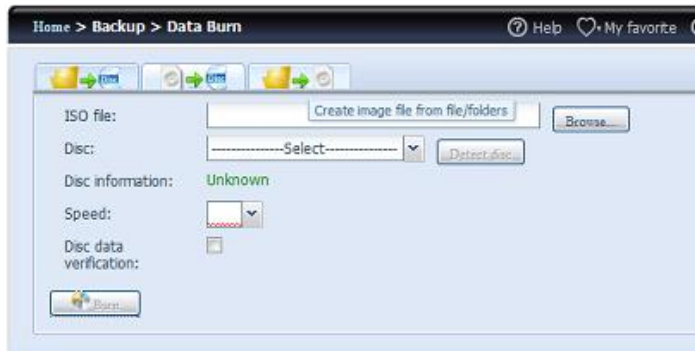 Home > Backup > Data Burn
Help My favorite
ISO file:
Create image file from file/folders
Browse...
Disc:
---------------Select---------------
Detect disc...
Disc information: Unknown
Speed:
Disc data
verification:
Burn...